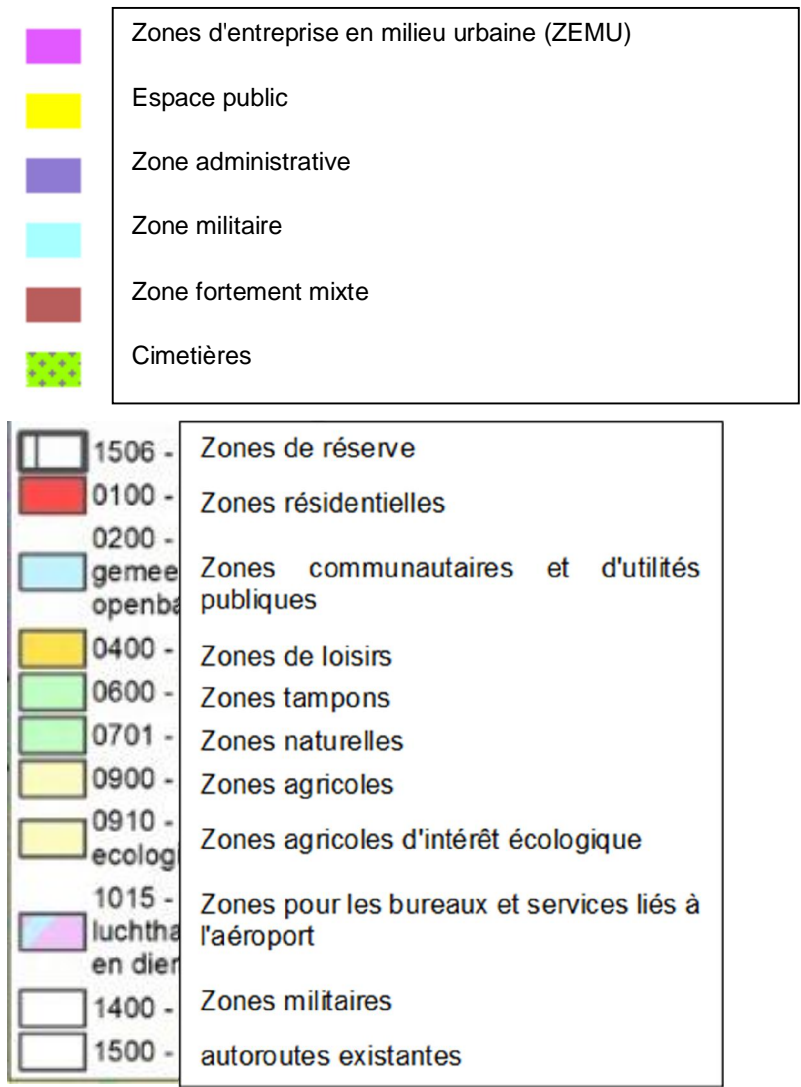 Zones d'entreprise en milieu urbaine (ZEMU)
Espace public
Zone administrative
Zone militaire
Zone fortement mixte
Cimetières
1506 - Zones de réserve
0100 - Zones résidentielles
0200 -
gemee Zones communautaires et d'utilités
openba publiques
0400 - Zones de loisirs
0600 - Zones tampons
0701 - Zones naturelles
0900 - Zones agricoles
0910 - Zones agricoles d'intérêt écologique
ecologi
1015 - Zones pour les bureaux et services liés à
luchtha l'aéroport
en dien
1400 - Zones militaires
1500 - autoroutes existantes